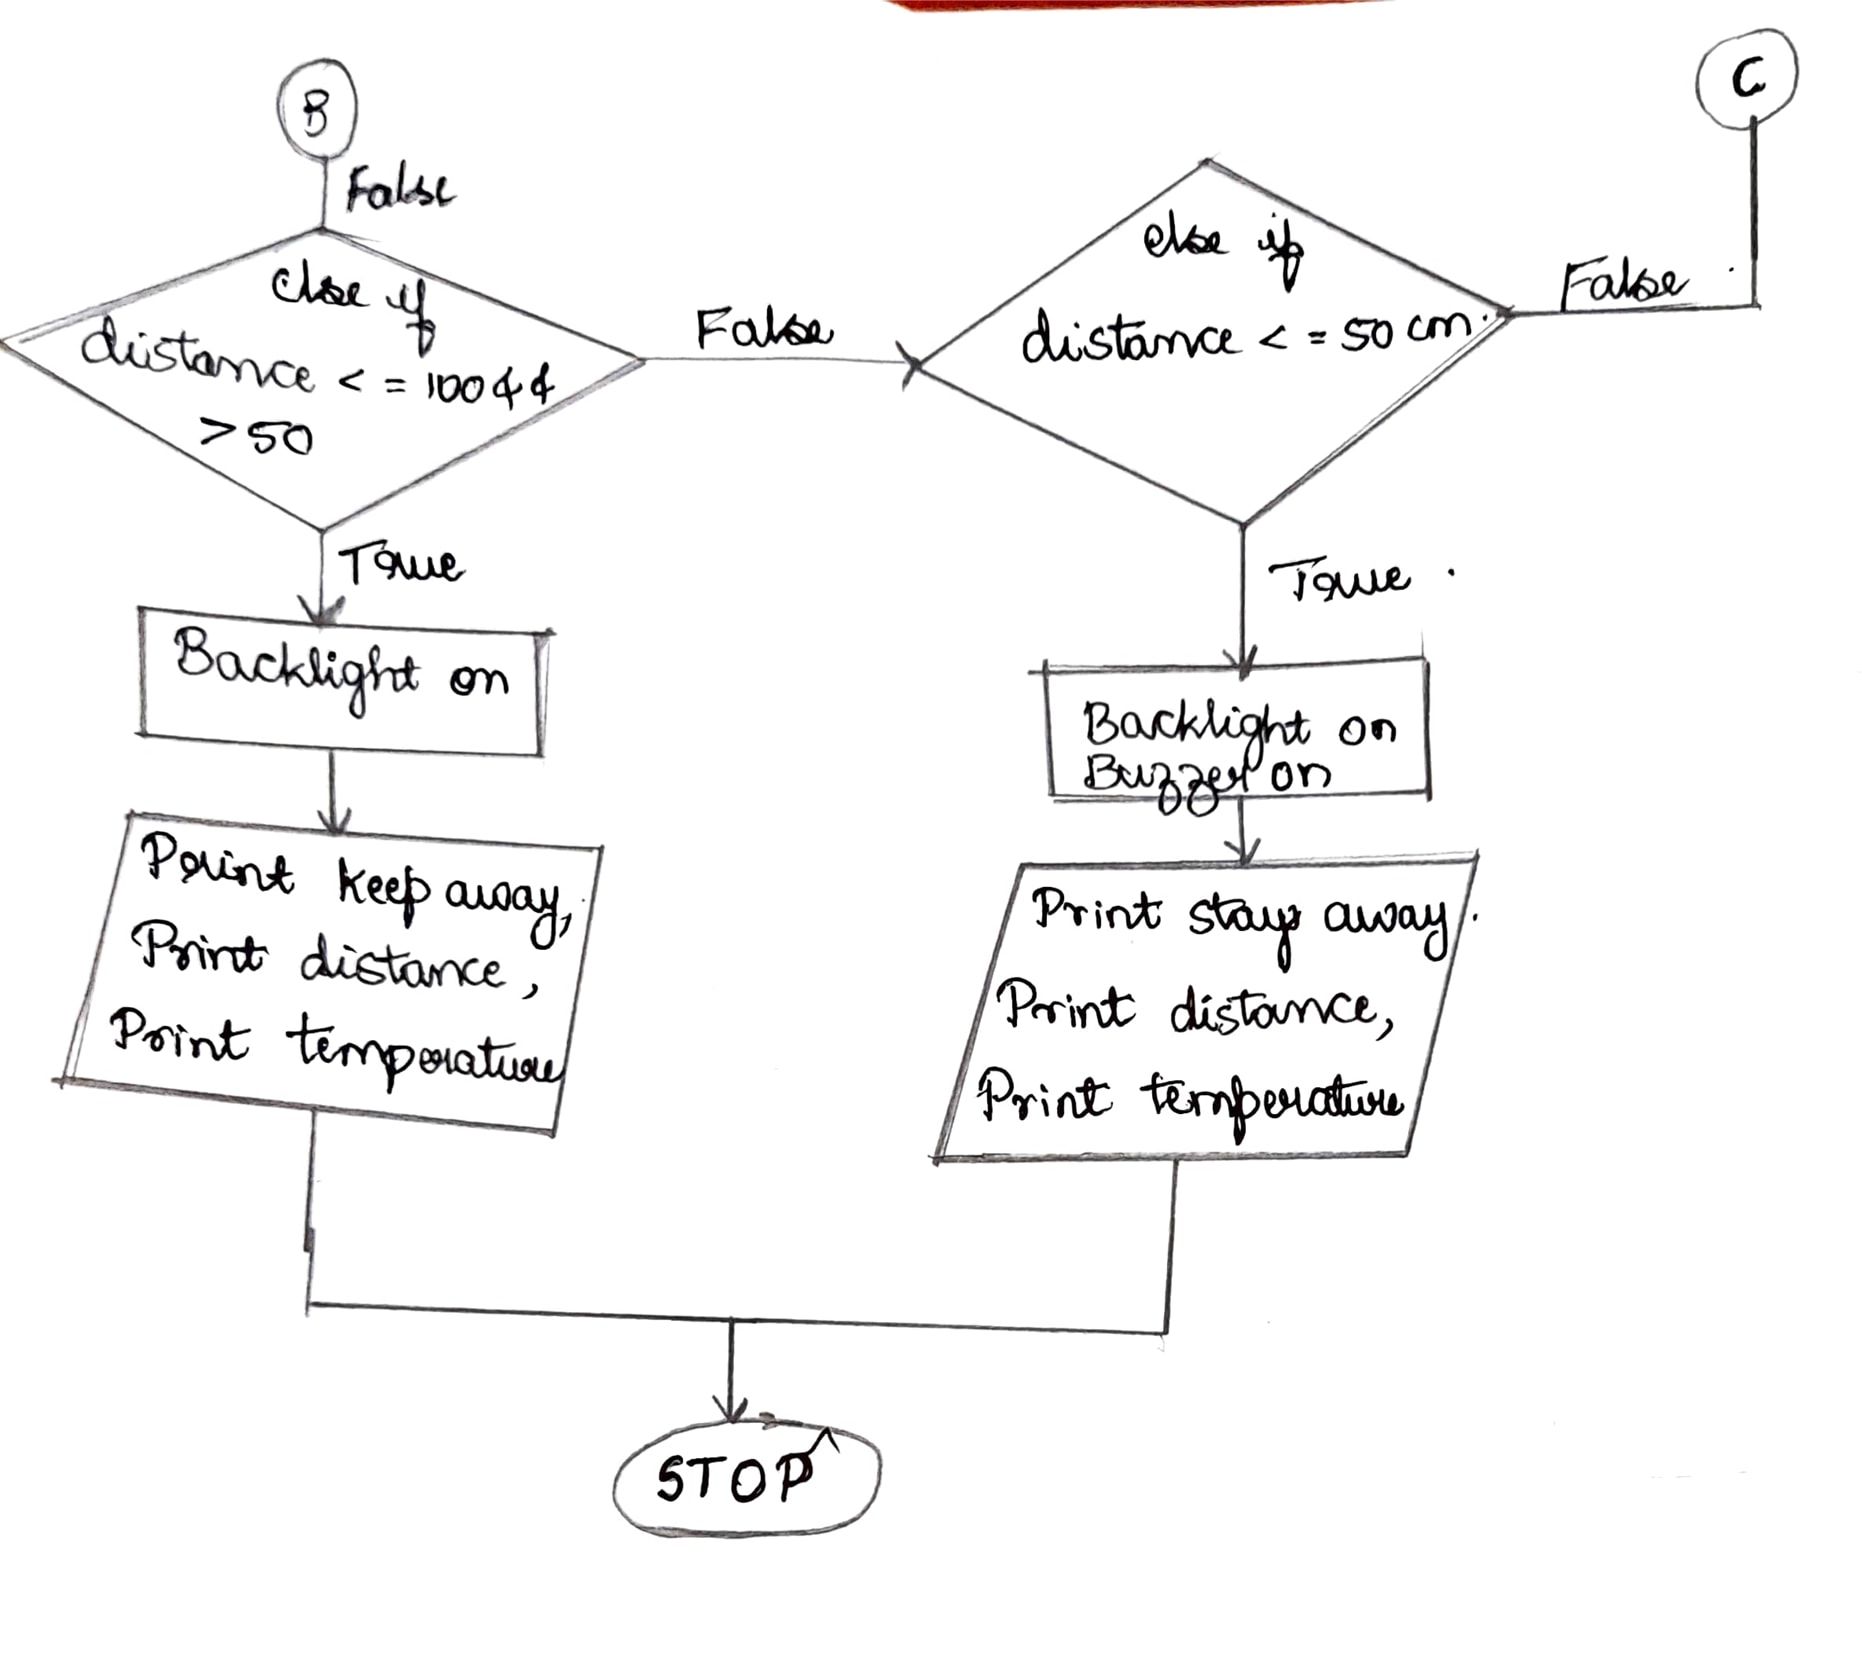 B
False
else if
distance < = 100 &&
> 50
False
else if
distance < = 50 cm.
False
C
True
Backlight on
Print keep away,
Print distance,
Print temperature
True.
Backlight on
Buzzer on
Print stay away.
Print distance,
Print temperature
STOP